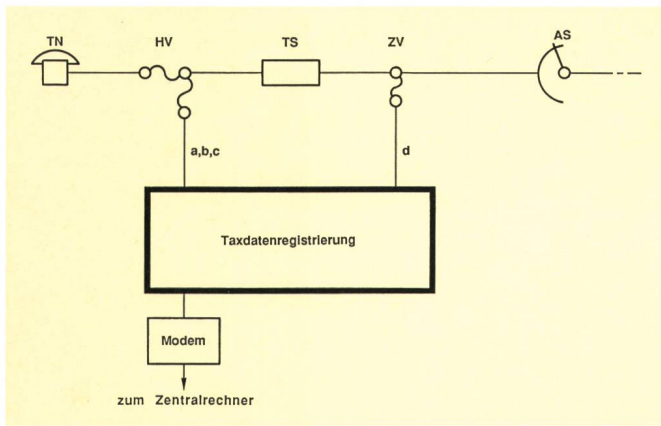 TN HV TS ZV AS
a,b,c d
Taxdatenregistrierung
Modem
zum Zentralrechner